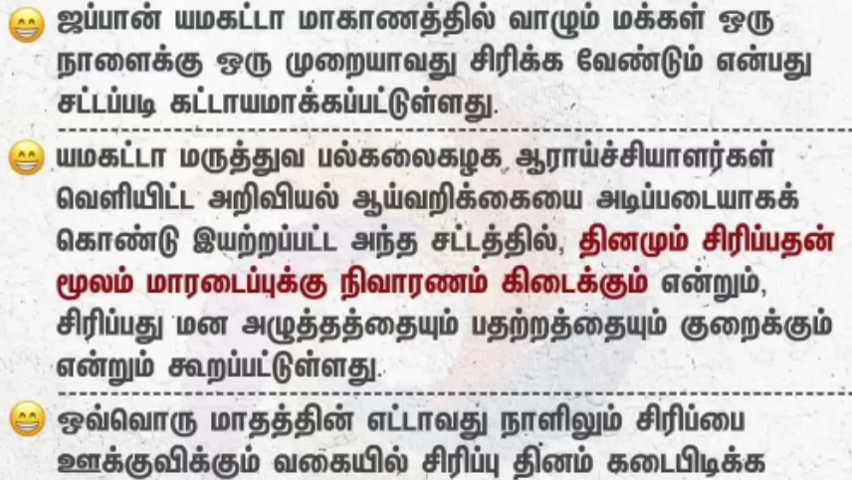 ஜப்பான் யமகட்டா மாகாணத்தில் வாழும் மக்கள் ஒரு
நாளைக்கு ஒரு முறையாவது சிரிக்க வேண்டும் என்பது
சட்டப்படி கட்டாயமாக்கப்பட்டுள்ளது.
யமகட்டா மருத்துவ பல்கலைகழக ஆராய்ச்சியாளர்கள்
வெளியிட்ட அறிவியல் ஆய்வறிக்கையை அடிப்படையாகக்
கொண்டு இயற்றப்பட்ட அந்த சட்டத்தில், தினமும் சிரிப்பதன்
மூலம் மாரடைப்புக்கு நிவாரணம் கிடைக்கும் என்றும்,
சிரிப்பது மன அழுத்தத்தையும் பதற்றத்தையும் குறைக்கும்
என்றும் கூறப்பட்டுள்ளது.
ஒவ்வொரு மாதத்தின் எட்டாவது நாளிலும் சிரிப்பை
ஊக்குவிக்கும் வகையில் சிரிப்பு தினம் கடைபிடிக்க